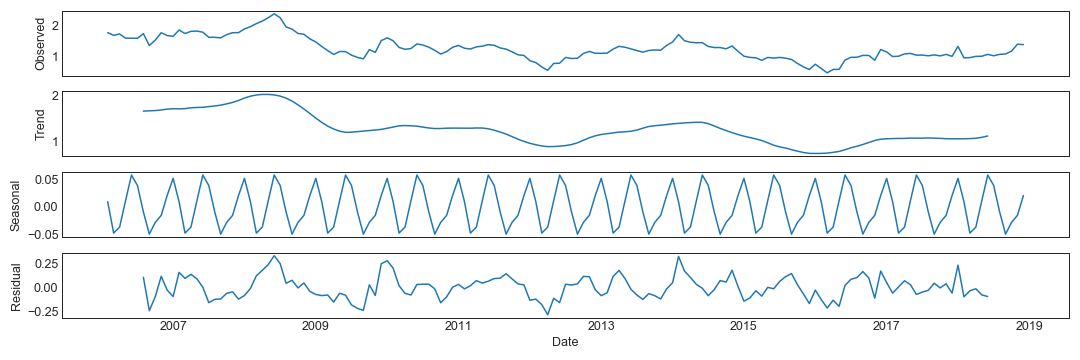 Observed
2
1
Trend
2
1
Seasonal
0.05
0.00
−0.05
Residual
0.25
0.00
−0.25
2007 2009 2011 2013 2015 2017 2019
Date